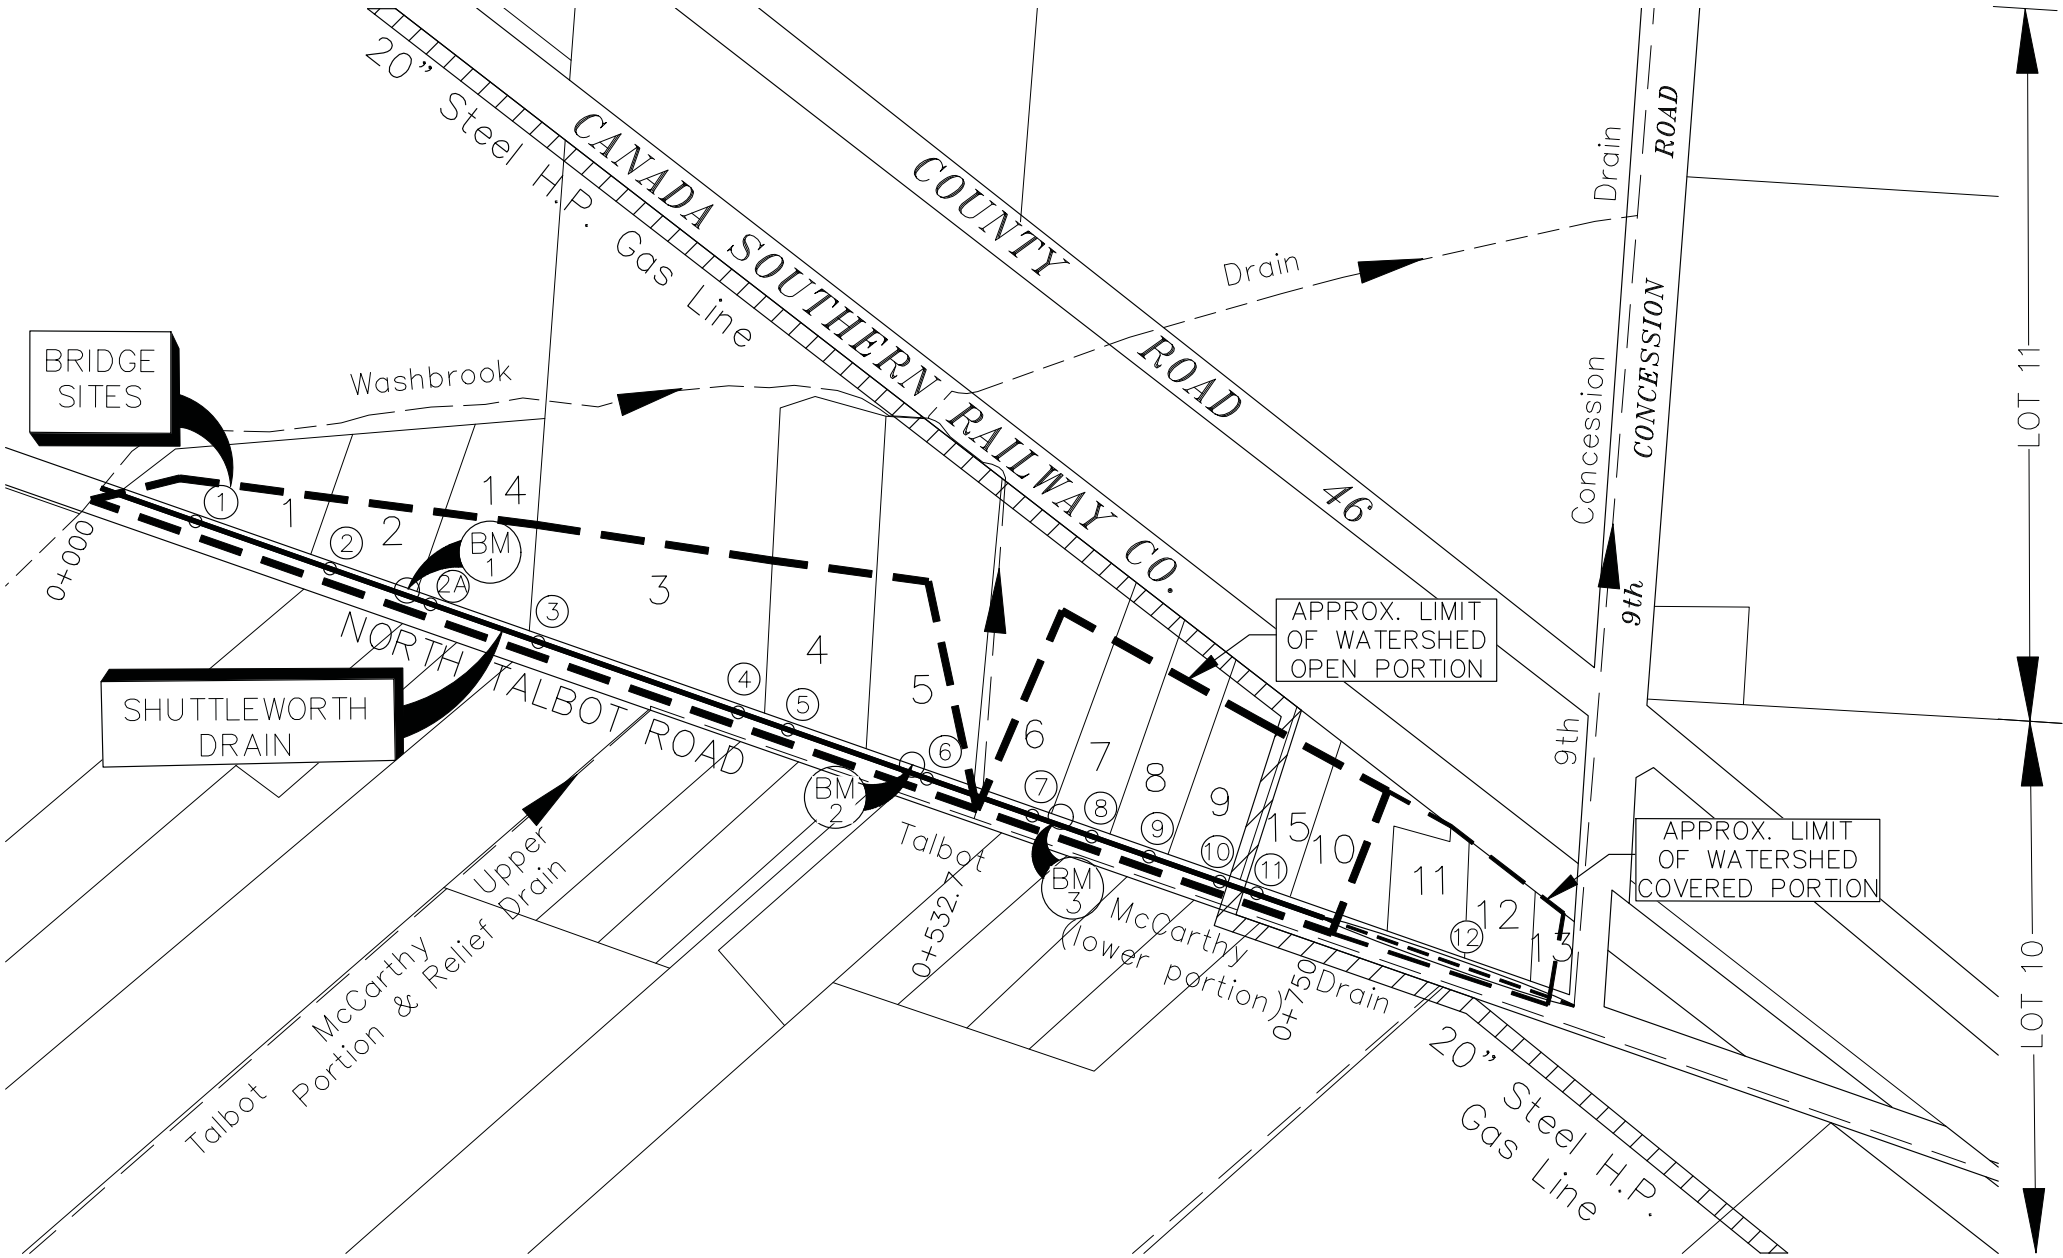 20” Steel H.P. Gas Line
CANADA SOUTHERN RAILWAY CO.
COUNTY ROAD 46
Drain
Concession
Drain
9th
9th CONCESSION ROAD
LOT 11
LOT 10
BRIDGE
SITES
Washbrook
1
14
1
2
2
BM
1
2A
3
3
4
4
5
5
6
6
7
7
8
8
9
9
10
15
10
11
11
12
12
13
0+000
NORTH TALBOT ROAD
SHUTTLEWORTH
DRAIN
APPROX. LIMIT
OF WATERSHED
OPEN PORTION
APPROX. LIMIT
OF WATERSHED
COVERED PORTION
BM
2
BM
3
0+532.7
0+750
Talbot McCarthy Drain
(lower portion)
Talbot McCarthy Upper
Portion & Relief Drain
20” Steel H.P.
Gas Line